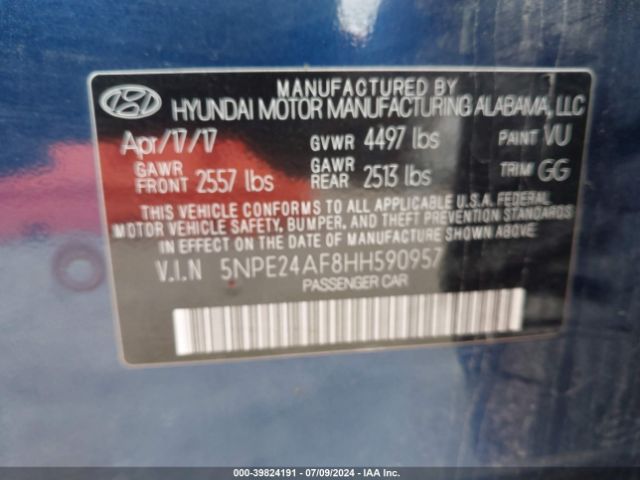 MANUFACTURED BY
HYUNDAI MOTOR MANUFACTURING ALABAMA, LLC
Apr/17/17 GVWR 4497 lbs PAINT VU
GAWR FRONT 2557 lbs GAWR REAR 2513 lbs TRIM GG
THIS VEHICLE CONFORMS TO ALL APPLICABLE U.S.A. FEDERAL
MOTOR VEHICLE SAFETY, BUMPER, AND THEFT PREVENTION STANDARDS
IN EFFECT ON THE DATE OF MANUFACTURE SHOWN ABOVE.
V.I.N 5NPE24AF8HH590957
PASSENGER CAR
000-39824191 - 07/09/2024 - IAA Inc.